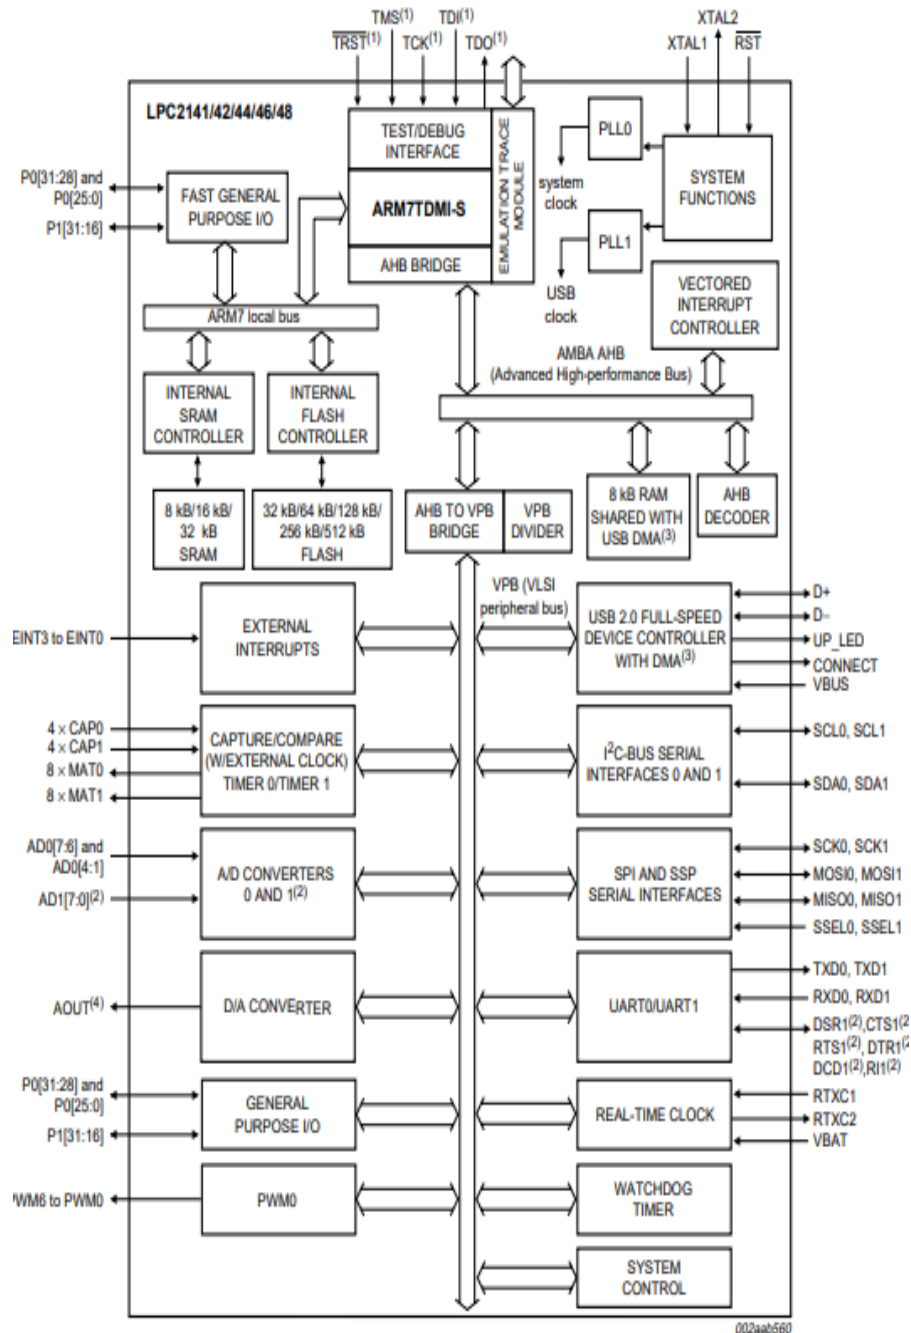 TMS(1) TDI(1) XTAL2
TRST(1) TCK(1) TDO(1) XTAL1 RST
LPC2141/42/44/46/48
TEST/DEBUG
INTERFACE
EMULATION TRACE
MODULE
PLL0
SYSTEM
FUNCTIONS
system
clock
P0[31:28] and
P0[25:0]
P1[31:16]
FAST GENERAL
PURPOSE I/O
ARM7TDMI-S
PLL1
AHB BRIDGE
USB
clock
VECTORED
INTERRUPT
CONTROLLER
ARM7 local bus
AMBA AHB
(Advanced High-performance Bus)
INTERNAL
SRAM
CONTROLLER
INTERNAL
FLASH
CONTROLLER
8 kB/16 kB/
32 kB
SRAM
32 kB/64 kB/128 kB/
256 kB/512 kB
FLASH
AHB TO VPB
BRIDGE
VPB
DIVIDER
8 kB RAM
SHARED WITH
USB DMA(3)
AHB
DECODER
VPB (VLSI
peripheral bus)
EINT3 to EINT0
EXTERNAL
INTERRUPTS
USB 2.0 FULL-SPEED
DEVICE CONTROLLER
WITH DMA(3)
D+
D−
UP_LED
CONNECT
VBUS
4 × CAP0
4 × CAP1
8 × MAT0
8 × MAT1
CAPTURE/COMPARE
(W/EXTERNAL CLOCK)
TIMER 0/TIMER 1
I2C-BUS SERIAL
INTERFACES 0 AND 1
SCL0, SCL1
SDA0, SDA1
AD0[7:6] and
AD0[4:1]
AD1[7:0](2)
A/D CONVERTERS
0 AND 1(2)
SPI AND SSP
SERIAL INTERFACES
SCK0, SCK1
MOSI0, MOSI1
MISO0, MISO1
SSEL0, SSEL1
AOUT(4)
D/A CONVERTER
UART0/UART1
TXD0, TXD1
RXD0, RXD1
DSR1(2),CTS1(2)
RTS1(2), DTR1(2
DCD1(2),RI1(2)
P0[31:28] and
P0[25:0]
P1[31:16]
GENERAL
PURPOSE I/O
REAL-TIME CLOCK
RTXC1
RTXC2
VBAT
PWM6 to PWM0
PWM0
WATCHDOG
TIMER
SYSTEM
CONTROL
002aab560